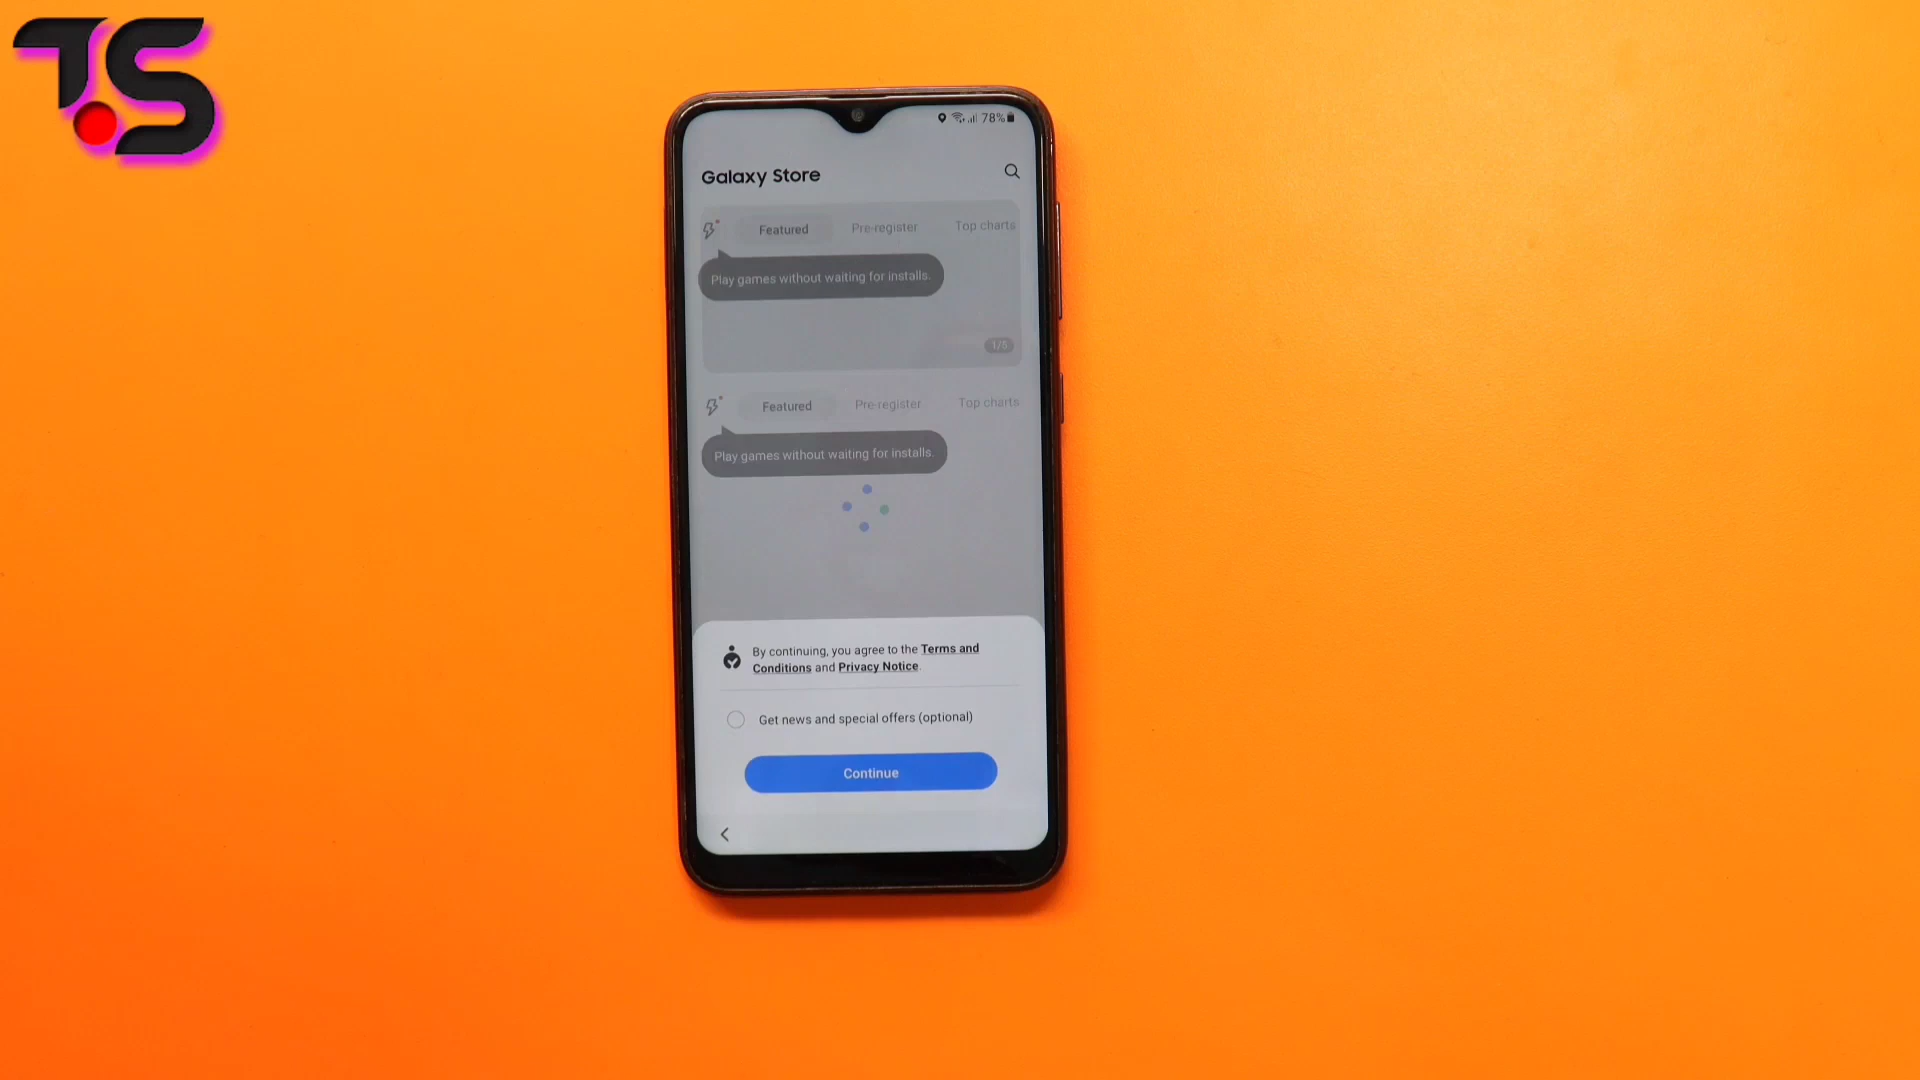 T.S
78%
Galaxy Store
Featured Pre-register Top charts
Play games without waiting for installs.
1/5
Featured Pre-register Top charts
Play games without waiting for installs.
By continuing, you agree to the Terms and
Conditions and Privacy Notice.
Get news and special offers (optional)
Continue